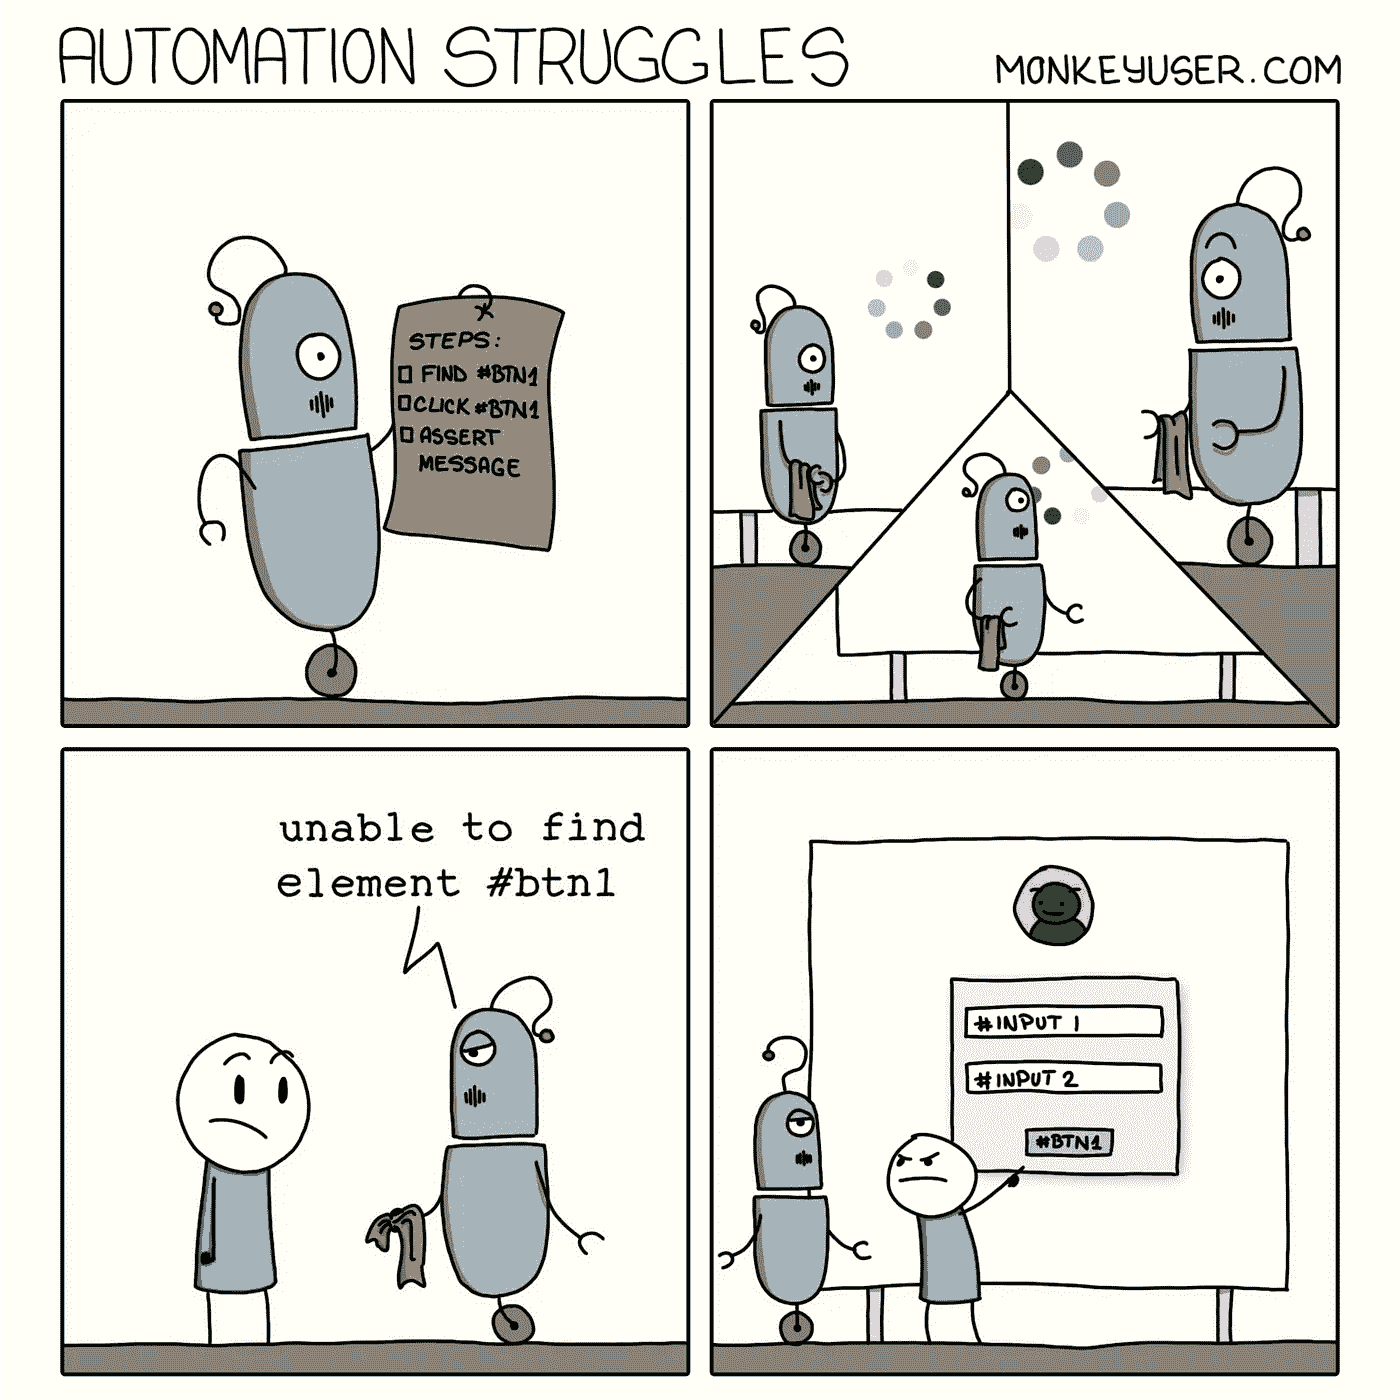 AUTOMATION STRUGGLES
MONKEYUSER.COM
STEPS:
FIND #BTN1
CLICK #BTN1
ASSERT
MESSAGE
unable to find
element #btn1
#INPUT 1
#INPUT 2
#BTN1